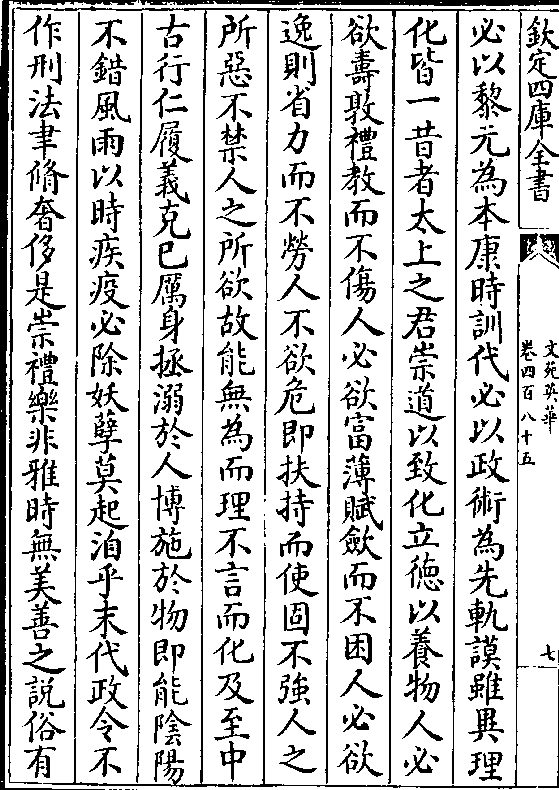 欽定四庫全書
文苑英華
卷四百八十五
七
必以黎元為本康時訓代必以政術為先軌謨雖異理
化皆一昔者太上之君崇道以致化立徳以養物人必
欲壽敦禮教而不傷人必欲富薄賦歛而不困人必欲
逸則省力而不勞人不欲危即扶持而使固不強人之
所惡不禁人之所欲故能無為而理不言而化及至中
古行仁履義克已厲身拯溺於人博施於物即能陰陽
不錯風雨以時疾疫必除妖孽莫起洎乎末代政令不
作刑法聿脩奢侈是崇禮樂非雅時無美善之説俗有